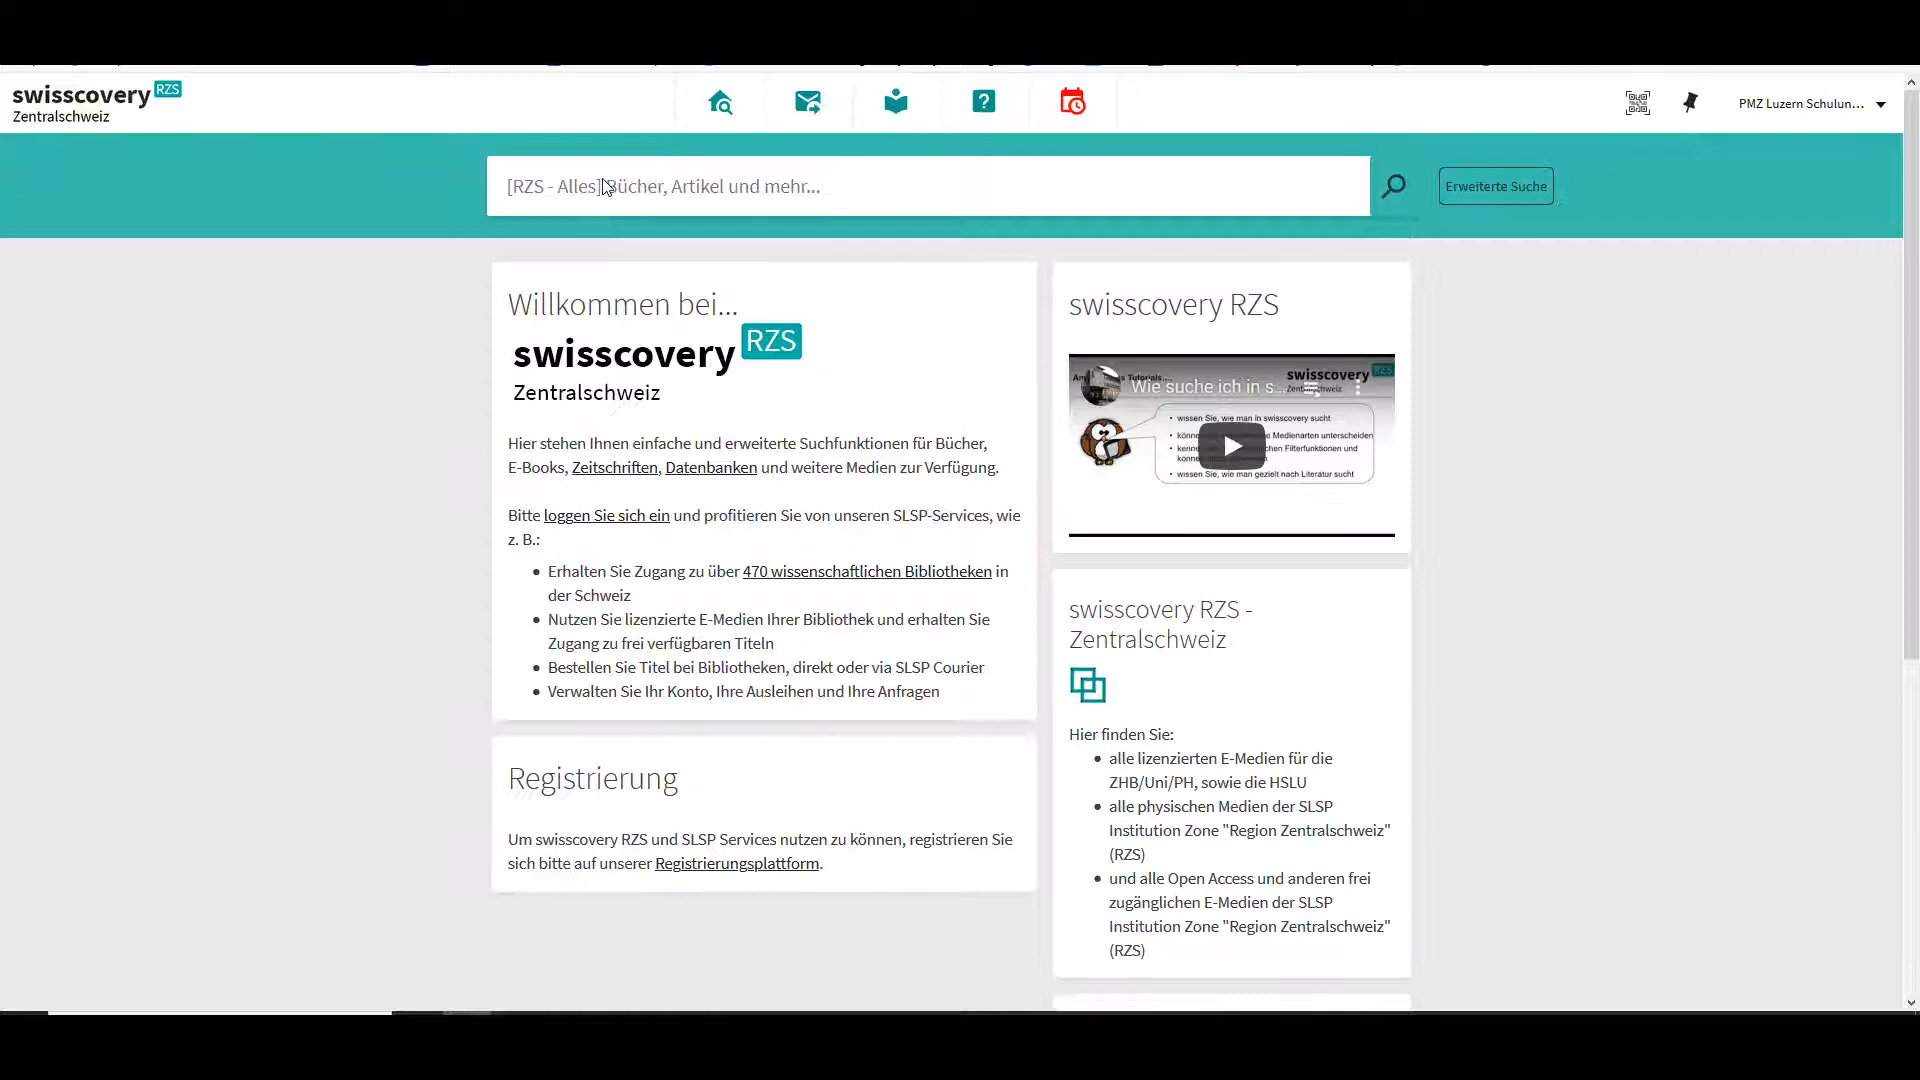 swisscovery RZS
Zentralschweiz
?
PMZ Luzern Schulun...
[RZS - Alles] Bücher, Artikel und mehr...
Erweiterte Suche
Willkommen bei...
swisscovery RZS
Zentralschweiz
Hier stehen Ihnen einfache und erweiterte Suchfunktionen für Bücher,
E-Books, Zeitschriften, Datenbanken und weitere Medien zur Verfügung.
Bitte loggen Sie sich ein und profitieren Sie von unseren SLSP-Services, wie
z. B.:
• Erhalten Sie Zugang zu über 470 wissenschaftlichen Bibliotheken in
der Schweiz
• Nutzen Sie lizenzierte E-Medien Ihrer Bibliothek und erhalten Sie
Zugang zu frei verfügbaren Titeln
• Bestellen Sie Titel bei Bibliotheken, direkt oder via SLSP Courier
• Verwalten Sie Ihr Konto, Ihre Ausleihen und Ihre Anfragen
Registrierung
Um swisscovery RZS und SLSP Services nutzen zu können, registrieren Sie
sich bitte auf unserer Registrierungsplattform.
swisscovery RZS
Tutorials...
swisscovery RZS
Zentralschweiz
Wie suche ich in s...
• wissen Sie, wie man in swisscovery sucht
Medienarten unterscheiden
Filterfunktionen und
• wissen Sie, wie man gezielt nach Literatur sucht
swisscovery RZS -
Zentralschweiz
Hier finden Sie:
• alle lizenzierten E-Medien für die
ZHB/Uni/PH, sowie die HSLU
• alle physischen Medien der SLSP
Institution Zone "Region Zentralschweiz"
(RZS)
• und alle Open Access und anderen frei
zugänglichen E-Medien der SLSP
Institution Zone "Region Zentralschweiz"
(RZS)